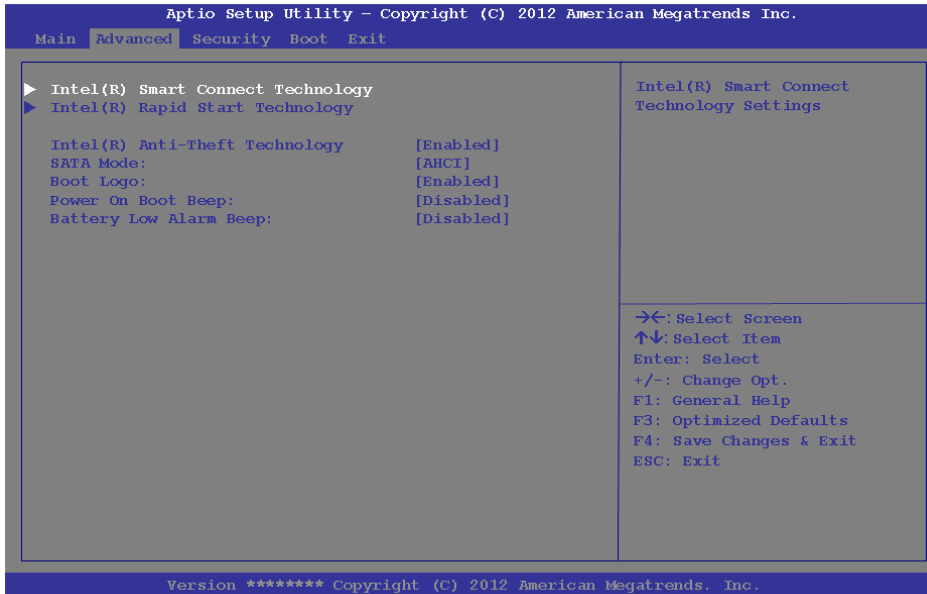 Aptio Setup Utility – Copyright (C) 2012 American Megatrends Inc.
Main Advanced Security Boot Exit
Intel(R) Smart Connect Technology
Intel(R) Rapid Start Technology
Intel(R) Anti-Theft Technology [Enabled]
SATA Mode: [AHCI]
Boot Logo: [Enabled]
Power On Boot Beep: [Disabled]
Battery Low Alarm Beep: [Disabled]
Intel(R) Smart Connect
Technology Settings
→←: Select Screen
↑↓: Select Item
Enter: Select
+/-: Change Opt.
F1: General Help
F3: Optimized Defaults
F4: Save Changes & Exit
ESC: Exit
Version ******** Copyright (C) 2012 American Megatrends. Inc.